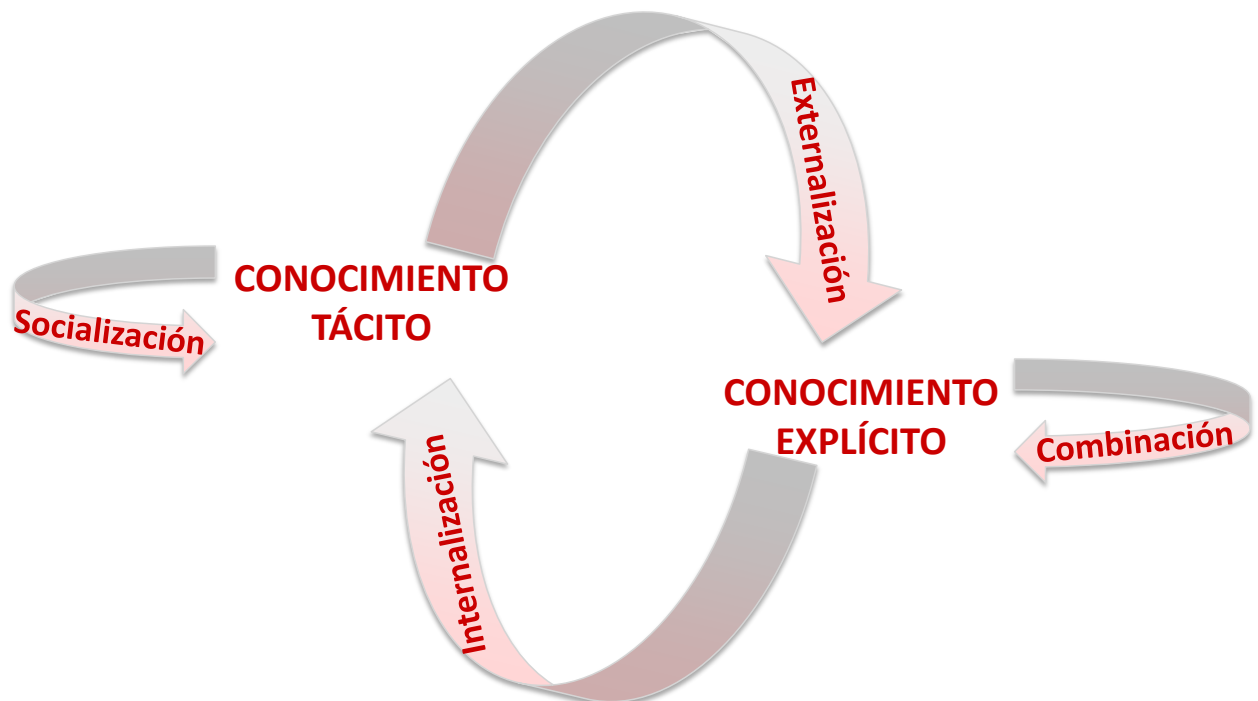 Externalización
CONOCIMIENTO
TÁCITO
Socialización
CONOCIMIENTO
EXPLÍCITO
Combinación
Internalización